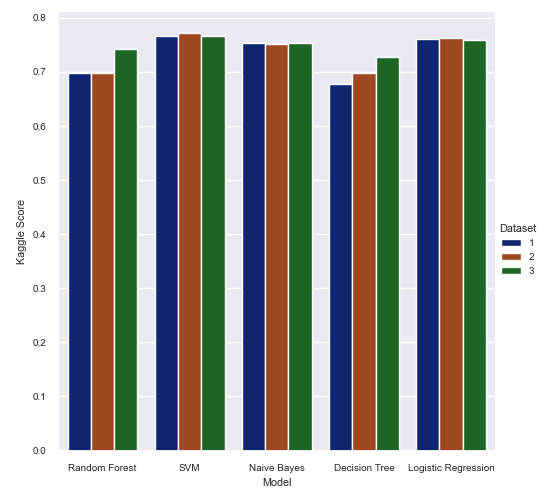 0.8
0.7
0.6
0.5
0.4
0.3
0.2
0.1
0.0
Kaggle Score
Random Forest
SVM
Naive Bayes
Decision Tree
Logistic Regression
Model
Dataset
1
2
3